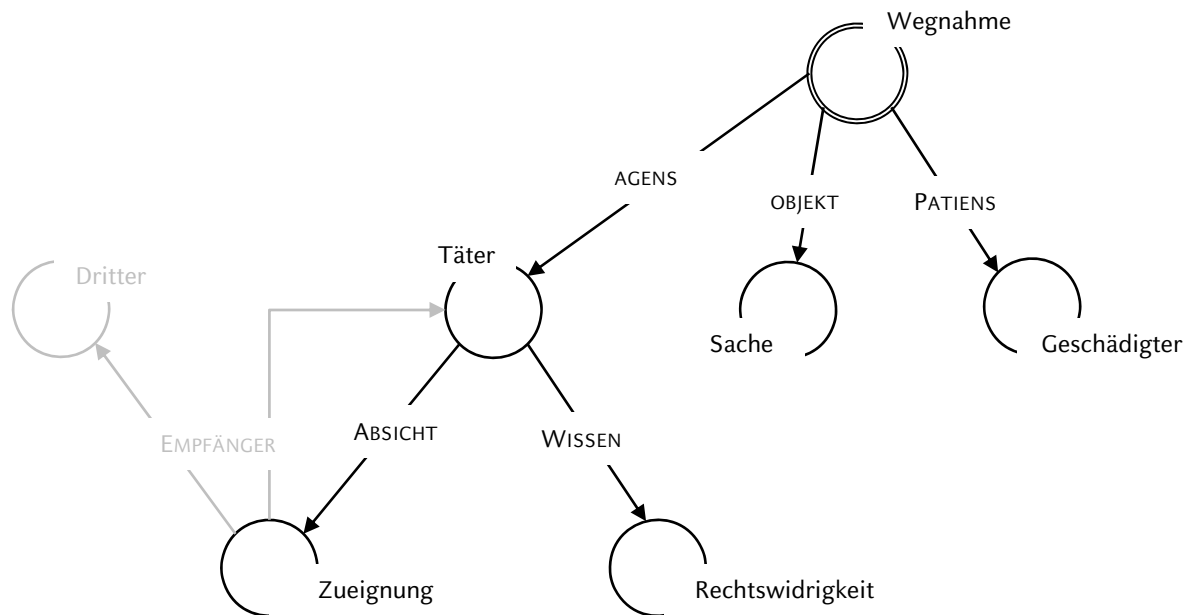 Wegnahme
AGENS
OBJEKT
PATIENS
Täter
Dritter
Sache
Geschädigter
EMPFÄNGER
ABSICHT
WISSEN
Zueignung
Rechtswidrigkeit